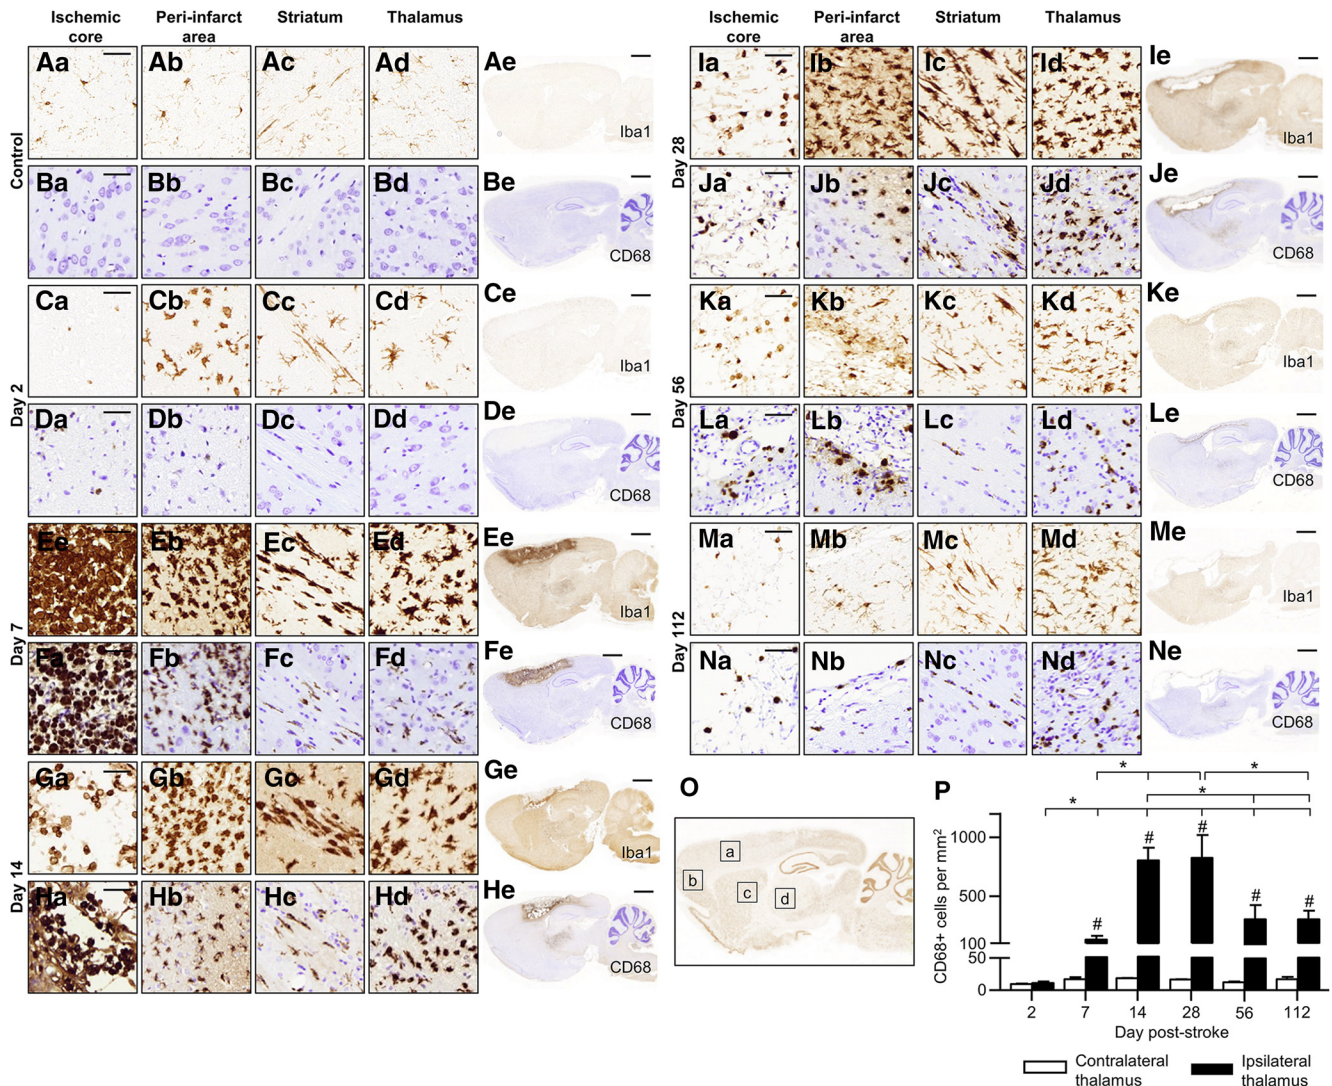 Ischemic core
Peri-infarct area
Striatum
Thalamus
Control
Aa
Ab
Ac
Ad
Ae
Iba1
Ba
Bb
Bc
Bd
Be
CD68
Day 2
Ca
Cb
Cc
Cd
Ce
Iba1
Da
Db
Dc
Dd
De
CD68
Day 7
Ee
Eb
Ec
Ed
Ee
Iba1
Fa
Fb
Fc
Fd
Fe
CD68
Day 14
Ga
Gb
Gc
Gd
Ge
Iba1
Ha
Hb
Hc
Hd
He
CD68
Ischemic core
Peri-infarct area
Striatum
Thalamus
Day 28
Ia
Ib
Ic
Id
Ie
Iba1
Ja
Jb
Jc
Jd
Je
CD68
Day 56
Ka
Kb
Kc
Kd
Ke
Iba1
La
Lb
Lc
Ld
Le
CD68
Day 112
Ma
Mb
Mc
Md
Me
Iba1
Na
Nb
Nc
Nd
Ne
CD68
O
a
b
c
d
P
* *
*
*
# # # # #
CD68+ cells per mm²
1000
500
100
50
0
2 7 14 28 56 112
Day post-stroke
Contralateral thalamus
Ipsilateral thalamus